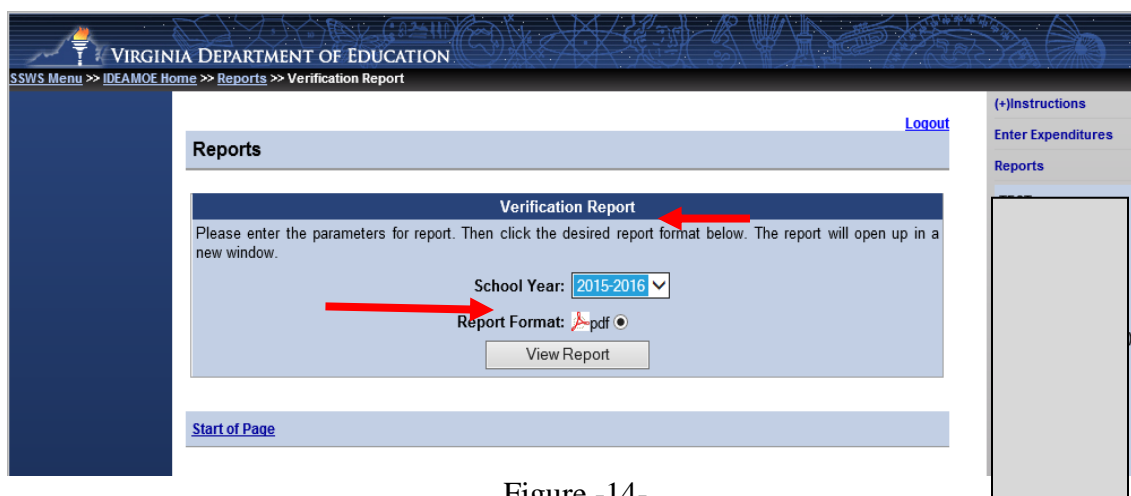 VIRGINIA DEPARTMENT OF EDUCATION
SSWS Menu >> IDEAMOE Home >> Reports >> Verification Report
(+)Instructions
Logout
Enter Expenditures
Reports
Reports
Verification Report
Please enter the parameters for report. Then click the desired report format below. The report will open up in a
new window.
School Year: 2015-2016
Report Format: pdf
View Report
Start of Page
Figure -14-